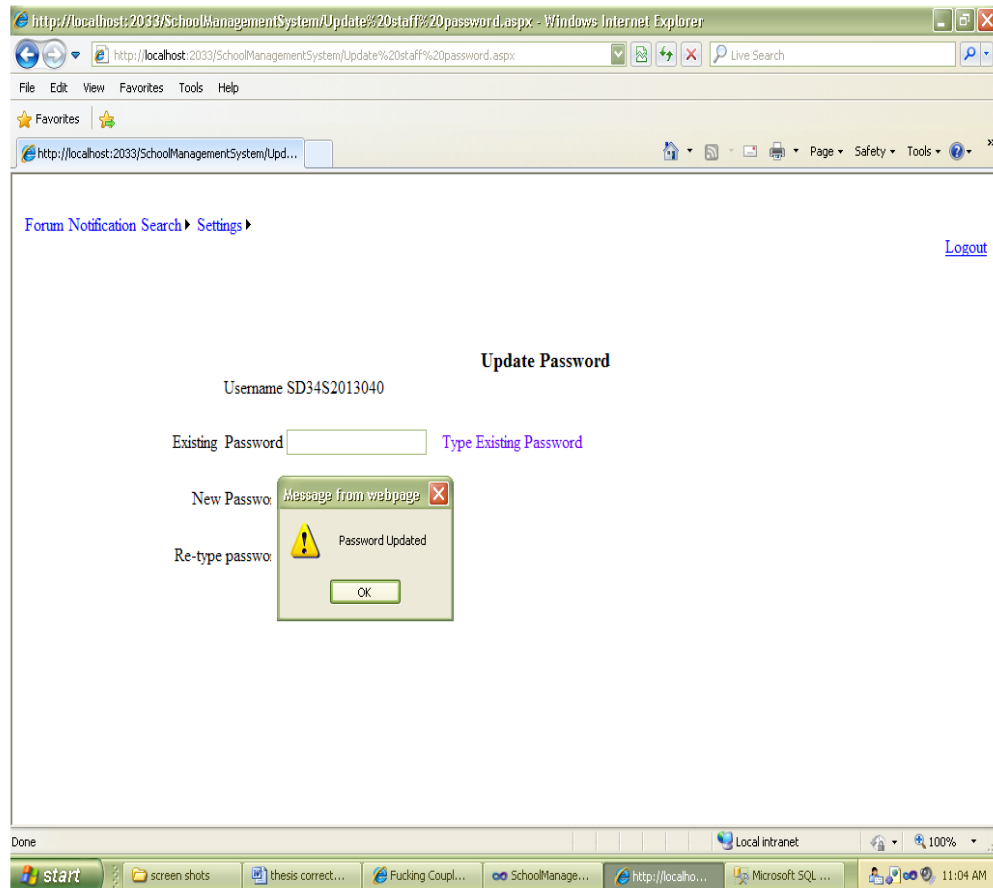 http://localhost:2033/SchoolManagementSystem/Update%20staff%20password.aspx - Windows Internet Explorer
http://localhost:2033/SchoolManagementSystem/Update%20staff%20password.aspx
Live Search
File Edit View Favorites Tools Help
Favorites
http://localhost:2033/SchoolManagementSystem/Upd...
Page Safety Tools »
Forum Notification Search Settings
Logout
Update Password
Username SD34S2013040
Existing Password Type Existing Password
New Passwo
Message from webpage
Password Updated
Re-type passwo
OK
Done Local intranet 100%
start screen shots thesis correct... Fucking Coupl... SchoolManage... http://localho... Microsoft SQL ... 11:04 AM